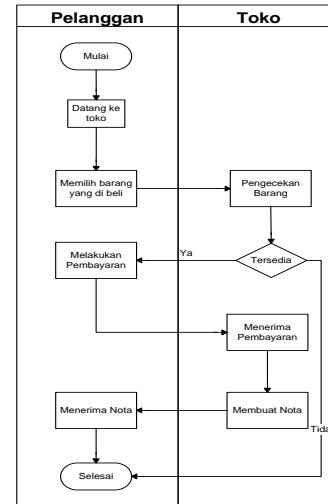 Pelanggan
Toko
Mulai
Datang ke
toko
Memilih barang
yang di beli
Pengecekan
Barang
Melakukan
Pembayaran
Ya
Tersedia
Menerima
Pembayaran
Menerima Nota
Membuat Nota
Tida
Selesai